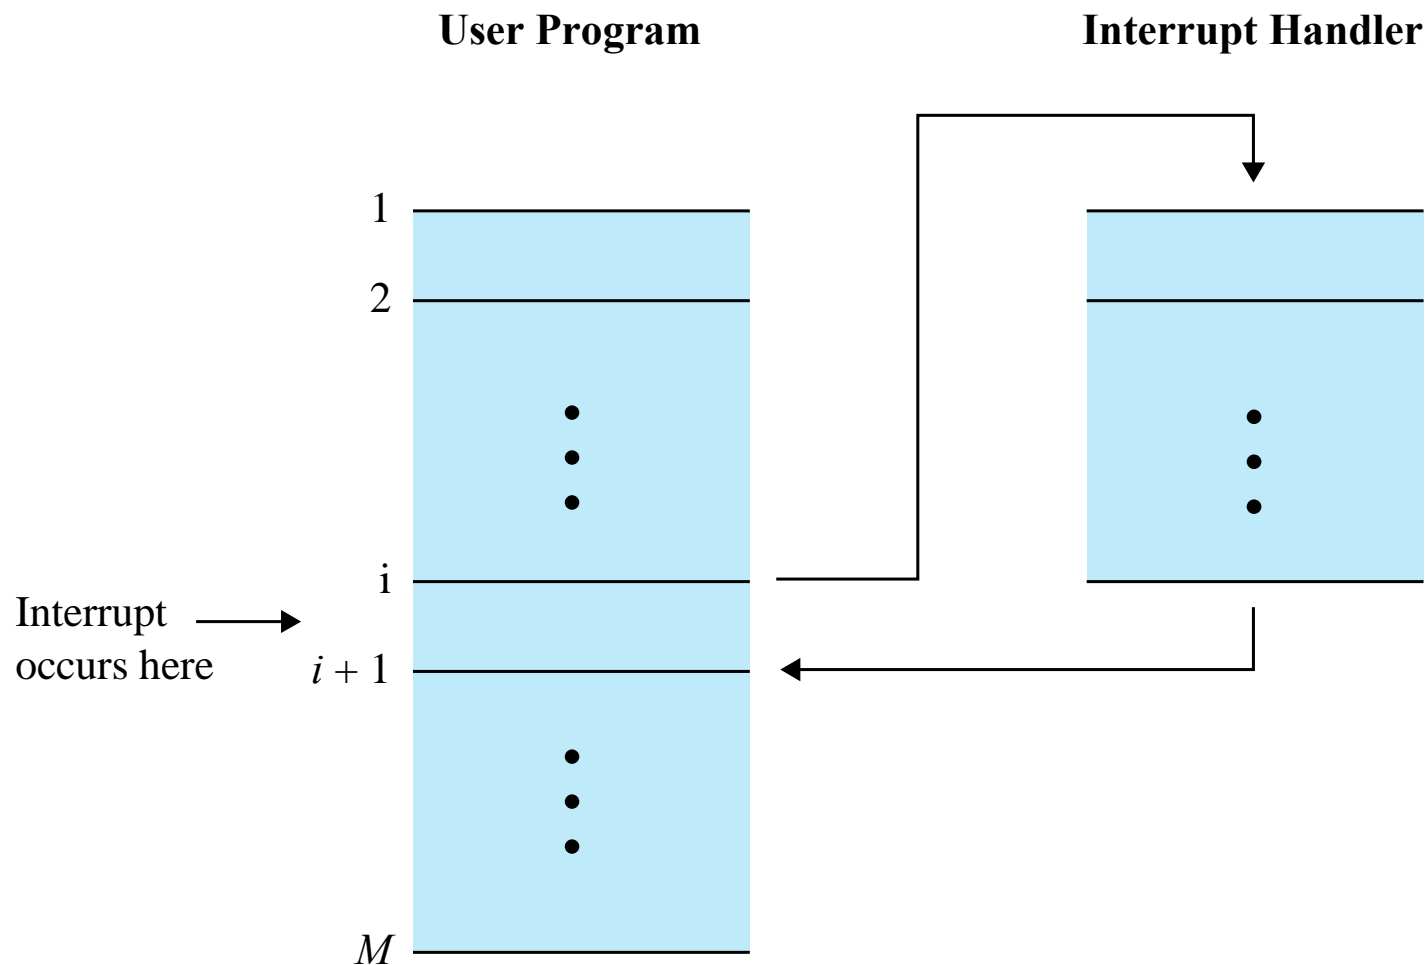 User Program
Interrupt Handler
1
2
i
Interrupt
occurs here
i + 1
M